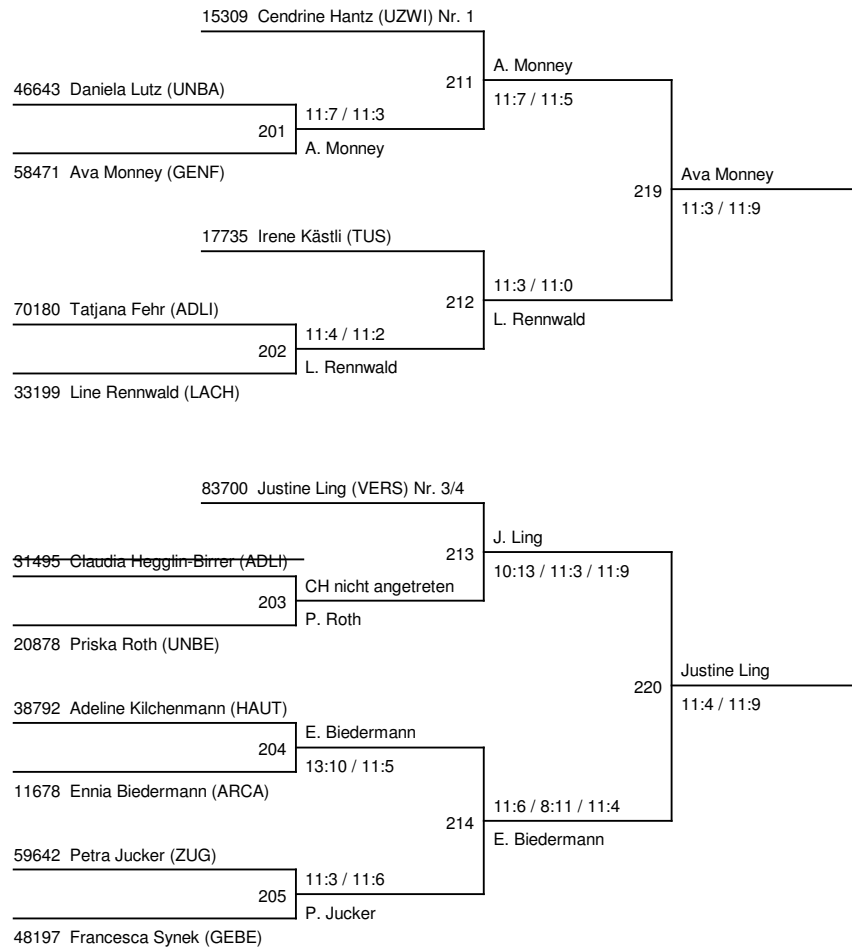 15309 Cendrine Hantz (UZWI) Nr. 1
A. Monney
211
11:7 / 11:5
46643 Daniela Lutz (UNBA)
11:7 / 11:3
201
A. Monney
58471 Ava Monney (GENF)
Ava Monney
219
11:3 / 11:9
17735 Irene Kästli (TUS)
11:3 / 11:0
212
L. Rennwald
70180 Tatjana Fehr (ADLI)
11:4 / 11:2
202
L. Rennwald
33199 Line Rennwald (LACH)
83700 Justine Ling (VERS) Nr. 3/4
J. Ling
213
10:13 / 11:3 / 11:9
31495 Claudia Hegglin-Birrer (ADLI)
CH nicht angetreten
203
P. Roth
20878 Priska Roth (UNBE)
Justine Ling
220
11:4 / 11:9
38792 Adeline Kilchenmann (HAUT)
E. Biedermann
204
13:10 / 11:5
11678 Ennia Biedermann (ARCA)
11:6 / 8:11 / 11:4
214
E. Biedermann
59642 Petra Jucker (ZUG)
11:3 / 11:6
205
P. Jucker
48197 Francesca Synek (GEBE)